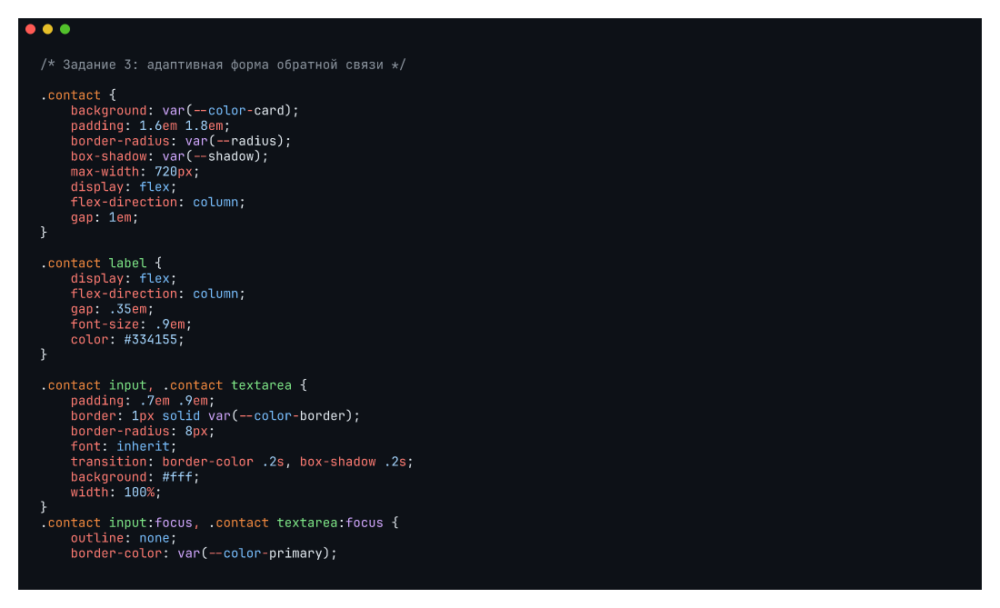 /* Задание 3: адаптивная форма обратной связи */

.contact {
    background: var(--color-card);
    padding: 1.6em 1.8em;
    border-radius: var(--radius);
    box-shadow: var(--shadow);
    max-width: 720px;
    display: flex;
    flex-direction: column;
    gap: 1em;
}

.contact label {
    display: flex;
    flex-direction: column;
    gap: .35em;
    font-size: .9em;
    color: #334155;
}

.contact input, .contact textarea {
    padding: .7em .9em;
    border: 1px solid var(--color-border);
    border-radius: 8px;
    font: inherit;
    transition: border-color .2s, box-shadow .2s;
    background: #fff;
    width: 100%;
}
.contact input:focus, .contact textarea:focus {
    outline: none;
    border-color: var(--color-primary);